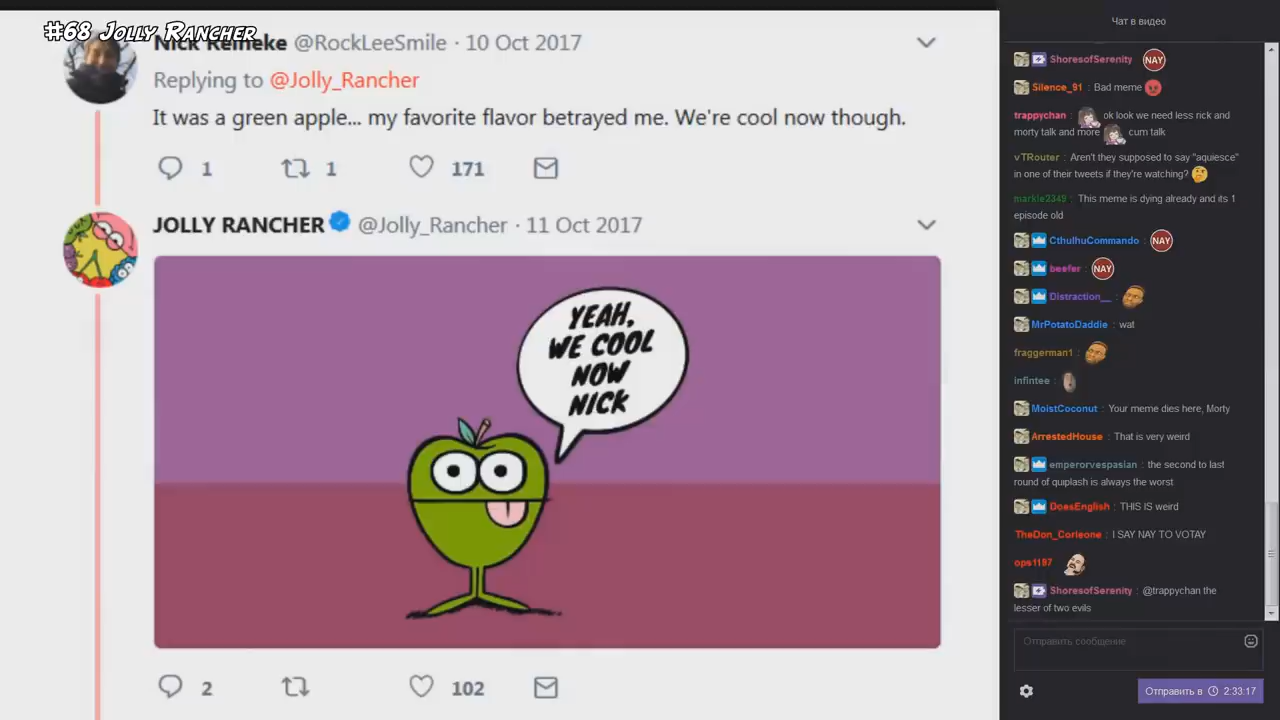 #68 JOLLY RANCHER
Nick Reineke @RockLeeSmile · 10 Oct 2017
Replying to @Jolly_Rancher
It was a green apple... my favorite flavor betrayed me. We're cool now though.
1 1 171
JOLLY RANCHER @Jolly_Rancher · 11 Oct 2017
YEAH,
WE COOL
NOW
NICK
2 102
Чат в видео
ShoresofSerenity NAY
Silence_91 : Bad meme
trappychan ok look we need less rick and
morty talk and more cum talk
vTRouter : Aren't they supposed to say "aquiesce"
in one of their tweets if they're watching?
markie2349 : This meme is dying already and its 1
episode old
CthulhuCommando : NAY
beefer : NAY
Distraction__ :
MrPotatoDaddie : wat
fraggerman1 :
infintee :
MoistCoconut : Your meme dies here, Morty
ArrestedHouse : That is very weird
emperorvespasian : the second to last
round of quiplash is always the worst
DoesEnglish : THIS IS weird
TheDon_Corleone : I SAY NAY TO VOTAY
ops1197
ShoresofSerenity : @trappychan the
lesser of two evils
Отправить сообщение
Отправить в 2:33:17